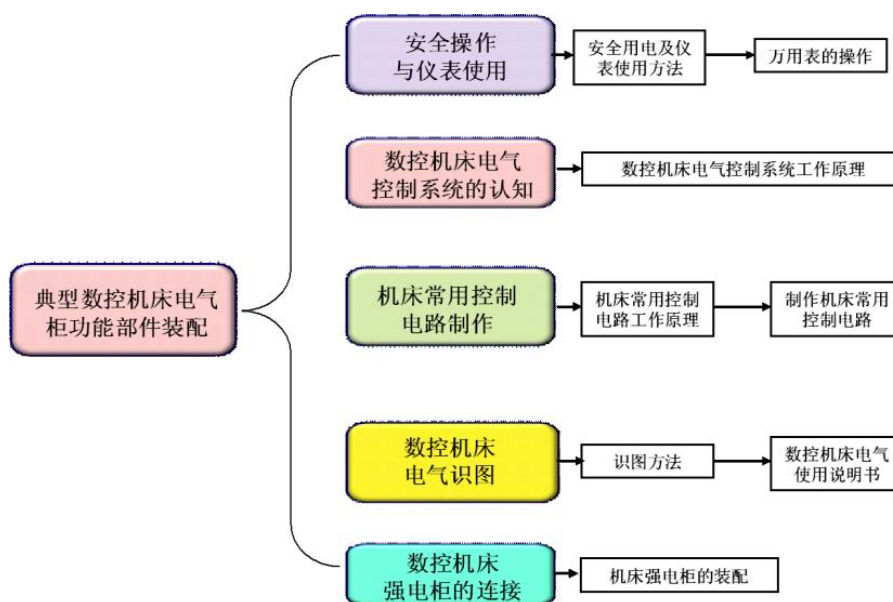 安全操作
与仪表使用
安全用电及仪
表使用方法
万用表的操作
数控机床电气
控制系统的认知
数控机床电气控制系统工作原理
典型数控机床电气
柜功能部件装配
机床常用控制
电路制作
机床常用控制
电路工作原理
制作机床常用
控制电路
数控机床
电气识图
识图方法
数控机床电气
使用说明书
数控机床
强电柜的连接
机床强电柜的装配